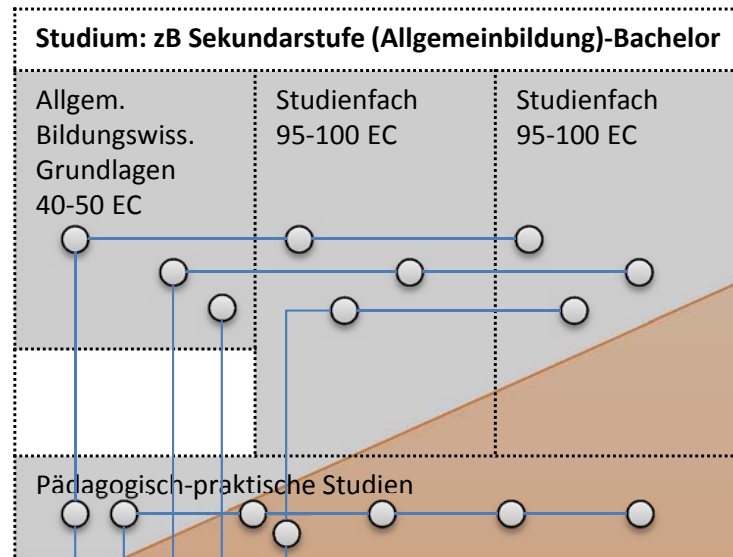 Studium: zB Sekundarstufe (Allgemeinbildung)-Bachelor
Allgem.
Bildungswiss.
Grundlagen
40-50 EC
Studienfach
95-100 EC
Studienfach
95-100 EC
Pädagogisch-praktische Studien